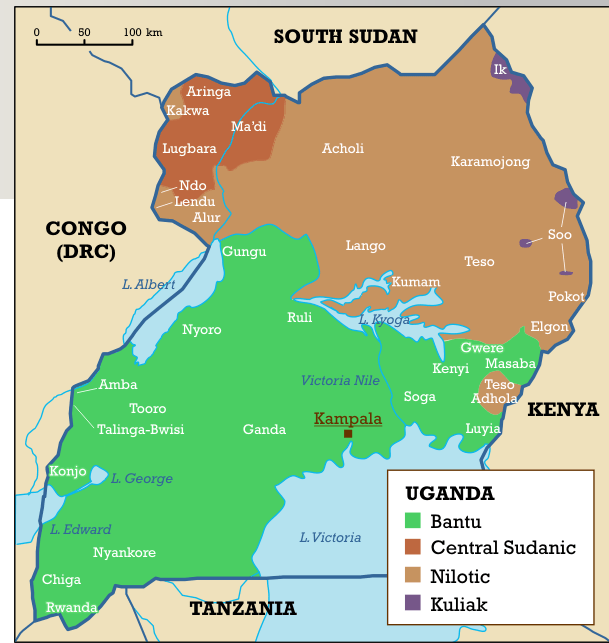 0 50 100 km
SOUTH SUDAN
Ik
Aringa
Kakwa
Ma'di
Lugbara
Acholi
Karamojong
Ndo
Lendu
Alur
CONGO
(DRC)
Soo
Gungu
Lango
Teso
L. Albert
Kumam
Pokot
Ruli
L. Kyoga
Nyoro
Elgon
Gwere
Masaba
Kenyi
Victoria Nile
Amba
Teso
Adhola
Soga
Tooro
KENYA
Kampala
Talinga-Bwisi
Ganda
Luyia
Konjo
L. George
L. Edward
L. Victoria
Nyankore
Chiga
Rwanda
TANZANIA
UGANDA
Bantu
Central Sudanic
Nilotic
Kuliak